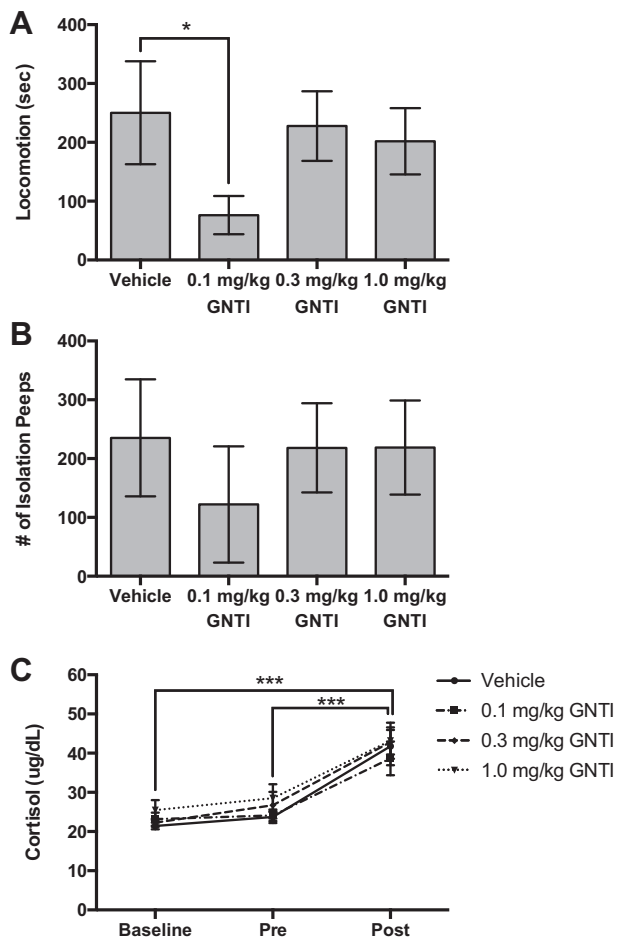 A
Locomotion (sec)
400
300
200
100
0
*
Vehicle 0.1 mg/kg 0.3 mg/kg 1.0 mg/kg
GNTI GNTI GNTI
B
# of Isolation Peeps
400
300
200
100
0
Vehicle 0.1 mg/kg 0.3 mg/kg 1.0 mg/kg
GNTI GNTI GNTI
C
Cortisol (ug/dL)
60
50
40
30
20
10
0
***
***
Baseline Pre Post
Vehicle
0.1 mg/kg GNTI
0.3 mg/kg GNTI
1.0 mg/kg GNTI